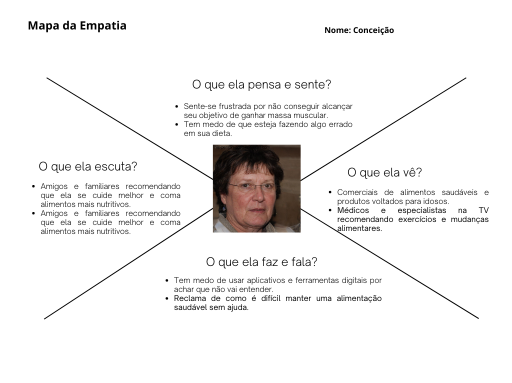 Mapa da Empatia
Nome: Conceição
O que ela pensa e sente?
• Sente-se frustrada por não conseguir alcançar
seu objetivo de ganhar massa muscular.
• Tem medo de que esteja fazendo algo errado
em sua dieta.
O que ela escuta?
• Amigos e familiares recomendando
que ela se cuide melhor e coma
alimentos mais nutritivos.
• Amigos e familiares recomendando
que ela se cuide melhor e coma
alimentos mais nutritivos.
O que ela vê?
• Comerciais de alimentos saudáveis e
produtos voltados para idosos.
• Médicos e especialistas na TV
recomendando exercícios e mudanças
alimentares.
O que ela faz e fala?
• Tem medo de usar aplicativos e ferramentas digitais por
achar que não vai entender.
• Reclama de como é difícil manter uma alimentação
saudável sem ajuda.